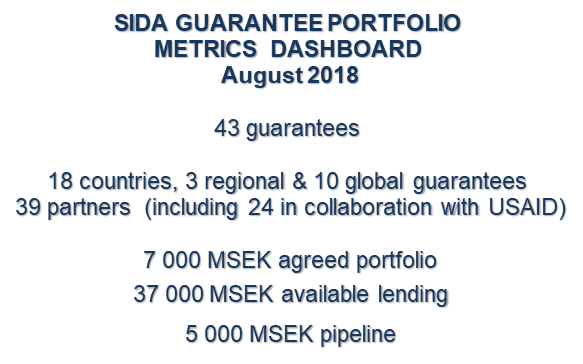 SIDA GUARANTEE PORTFOLIO
METRICS DASHBOARD
August 2018
43 guarantees
18 countries, 3 regional & 10 global guarantees
39 partners (including 24 in collaboration with USAID)
7 000 MSEK agreed portfolio
37 000 MSEK available lending
5 000 MSEK pipeline